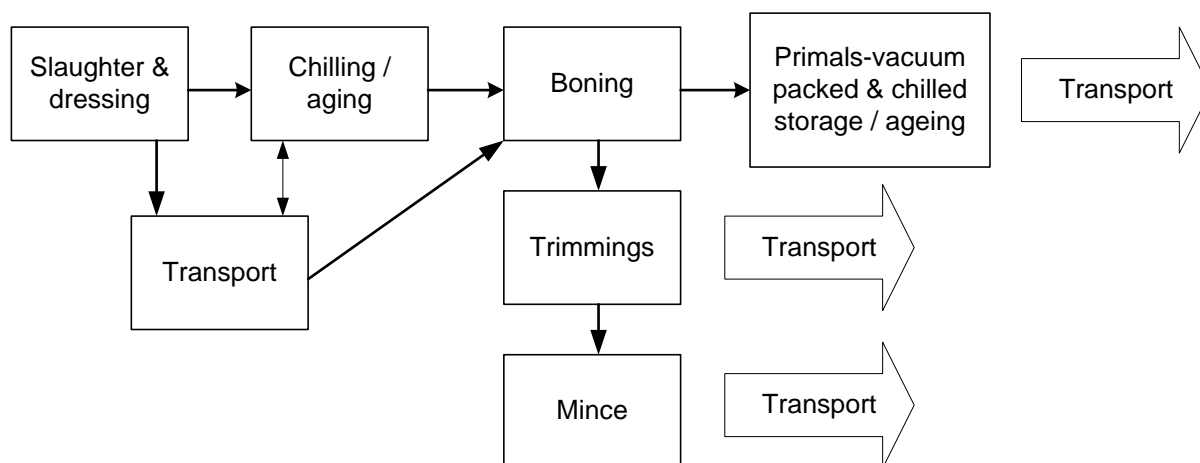 Slaughter &
dressing
Chilling /
aging
Boning
Primals-vacuum
packed & chilled
storage / ageing
Transport
Transport
Trimmings
Transport
Mince
Transport